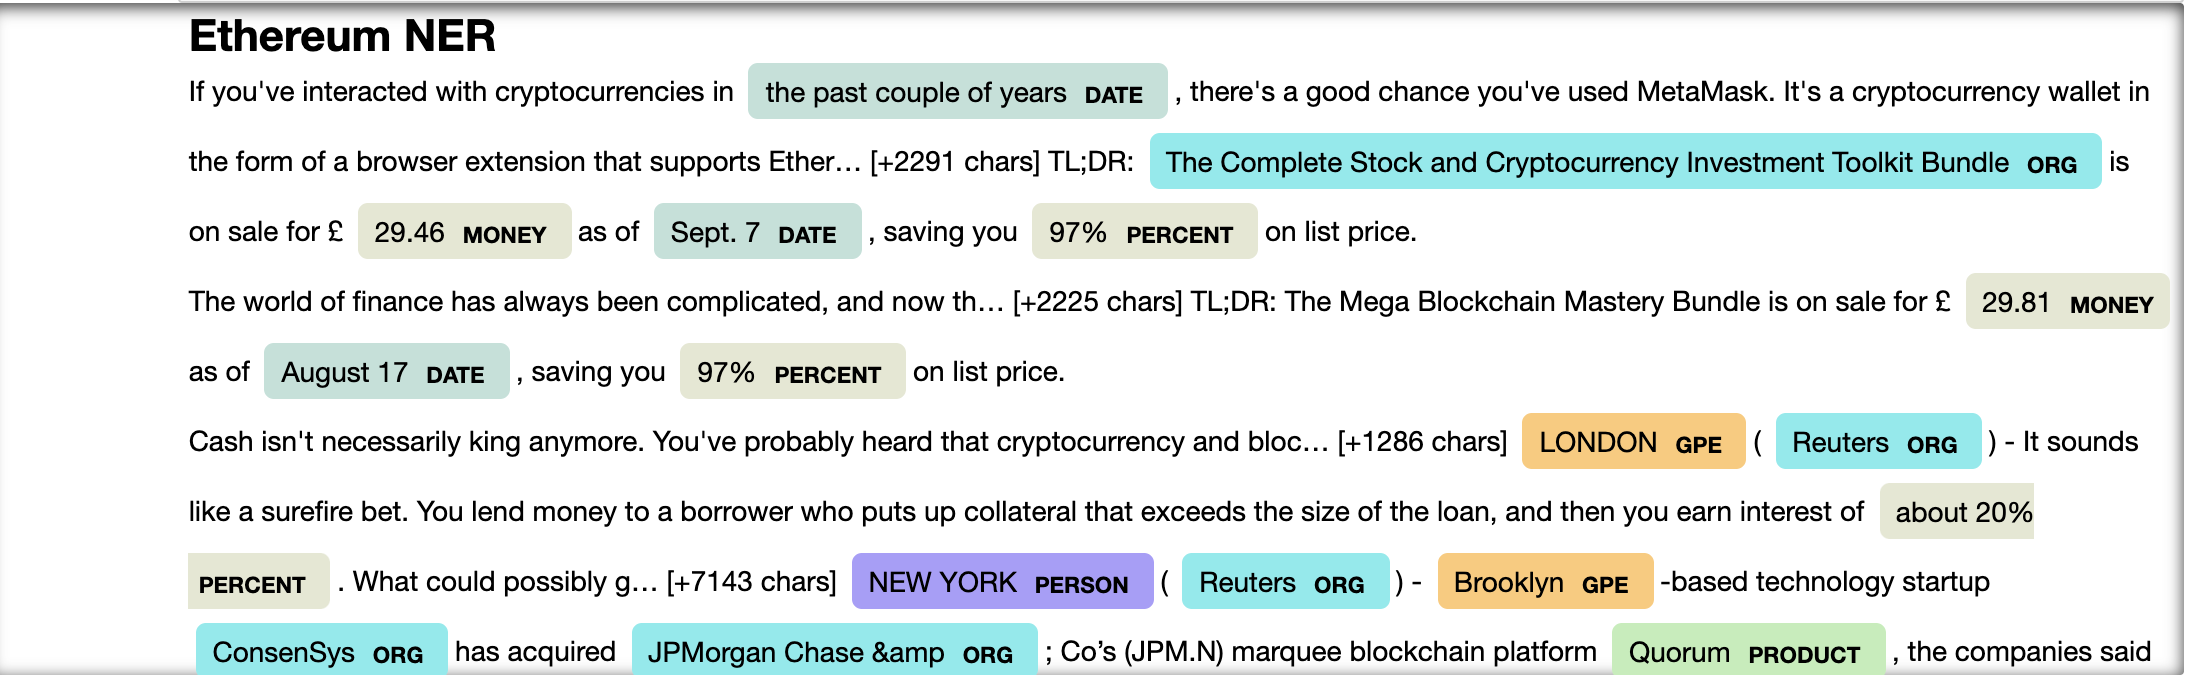 Ethereum NER
If you've interacted with cryptocurrencies in the past couple of years DATE , there's a good chance you've used MetaMask. It's a cryptocurrency wallet in
the form of a browser extension that supports Ether… [+2291 chars] TL;DR: The Complete Stock and Cryptocurrency Investment Toolkit Bundle ORG is
on sale for £ 29.46 MONEY as of Sept. 7 DATE , saving you 97% PERCENT on list price.
The world of finance has always been complicated, and now th… [+2225 chars] TL;DR: The Mega Blockchain Mastery Bundle is on sale for £ 29.81 MONEY
as of August 17 DATE , saving you 97% PERCENT on list price.
Cash isn't necessarily king anymore. You've probably heard that cryptocurrency and bloc… [+1286 chars] LONDON GPE ( Reuters ORG ) - It sounds
like a surefire bet. You lend money to a borrower who puts up collateral that exceeds the size of the loan, and then you earn interest of about 20%
PERCENT . What could possibly g… [+7143 chars] NEW YORK PERSON ( Reuters ORG ) - Brooklyn GPE -based technology startup
ConsenSys ORG has acquired JPMorgan Chase &amp ORG ; Co’s (JPM.N) marquee blockchain platform Quorum PRODUCT , the companies said